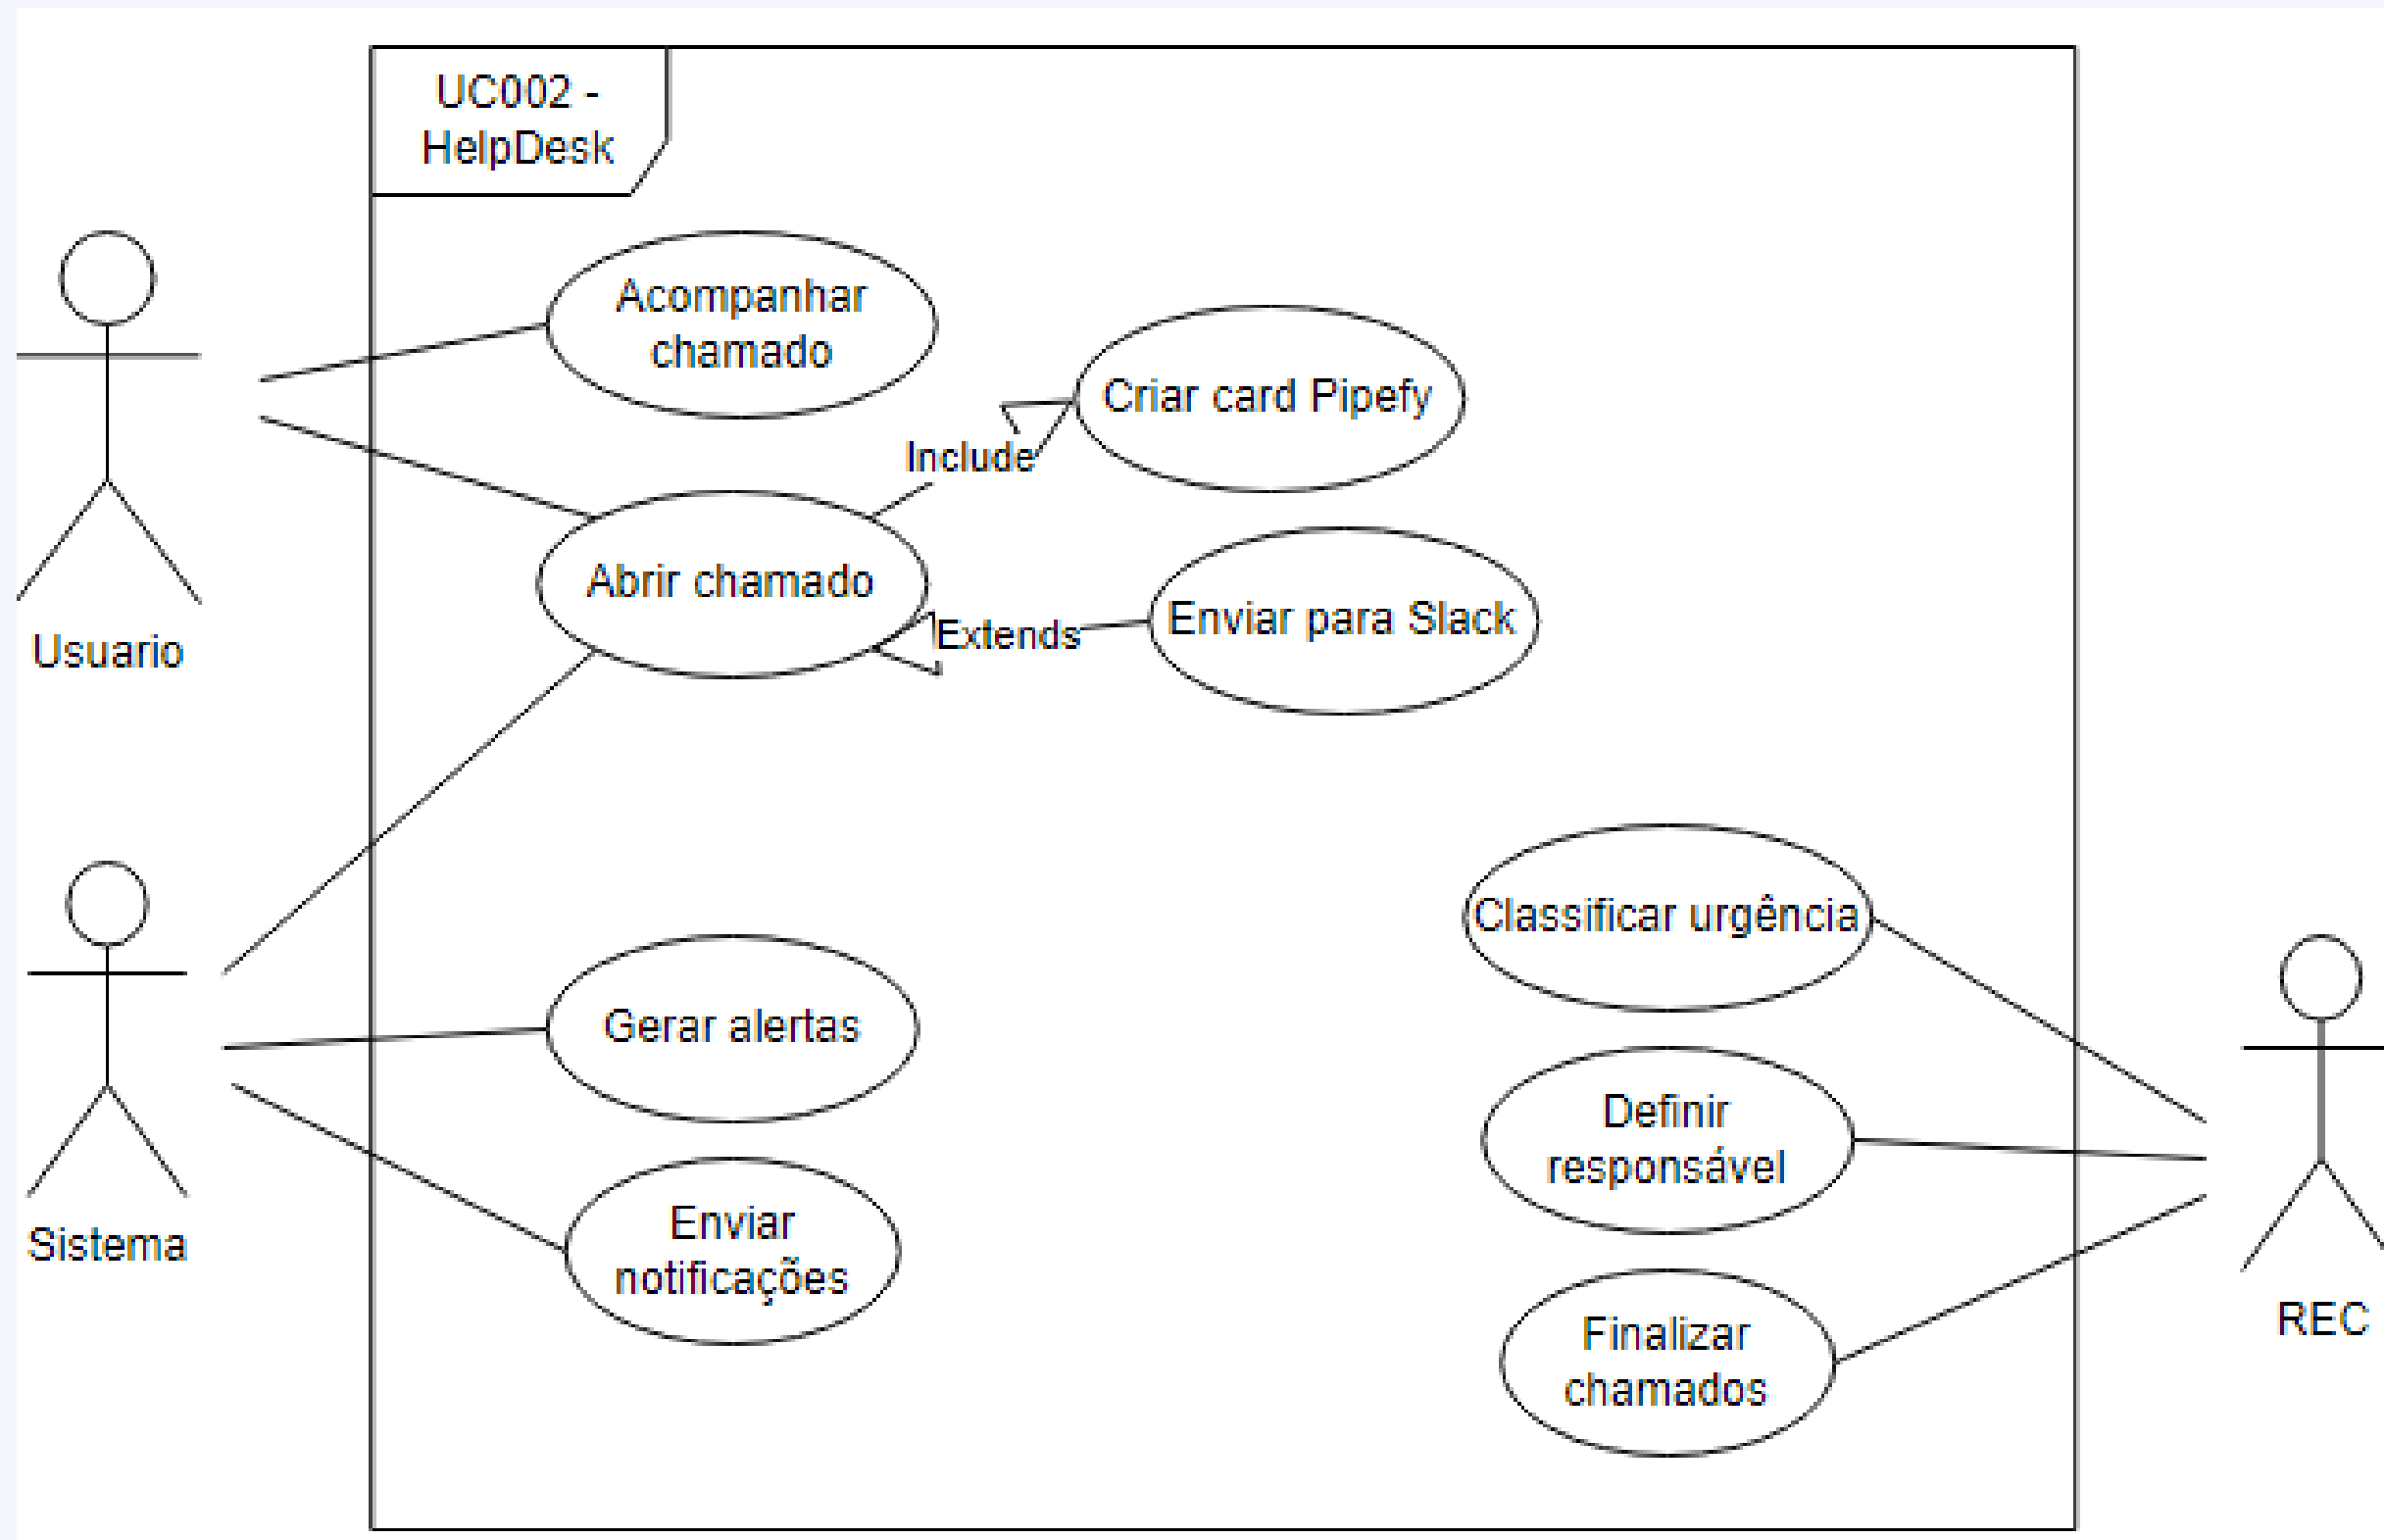 UC002 -
HelpDesk
Acompanhar
chamado
Criar card Pipefy
Include
Abrir chamado
Extends
Enviar para Slack
Usuario
Classificar urgência
Gerar alertas
Definir
responsável
Enviar
notificações
Sistema
Finalizar
chamados
REC